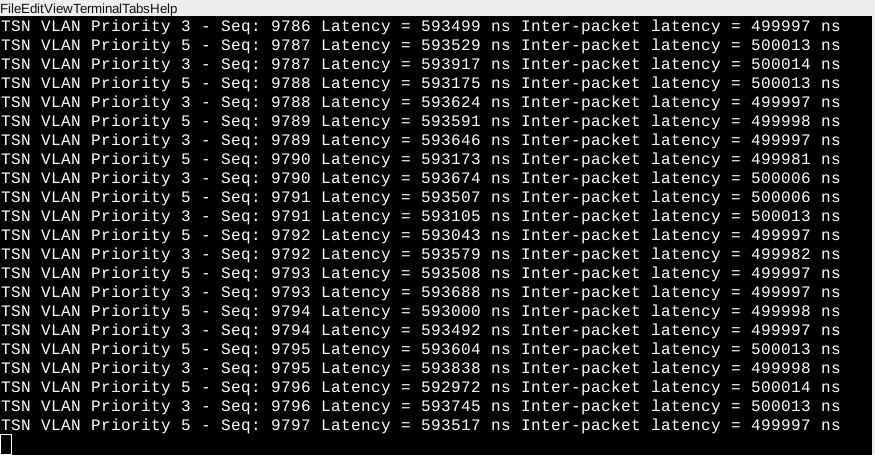 FileEditViewTerminalTabsHelp
TSN VLAN Priority 3 - Seq: 9786 Latency = 593499 ns Inter-packet latency = 499997 ns
TSN VLAN Priority 5 - Seq: 9787 Latency = 593529 ns Inter-packet latency = 500013 ns
TSN VLAN Priority 3 - Seq: 9787 Latency = 593917 ns Inter-packet latency = 500014 ns
TSN VLAN Priority 5 - Seq: 9788 Latency = 593175 ns Inter-packet latency = 500013 ns
TSN VLAN Priority 3 - Seq: 9788 Latency = 593624 ns Inter-packet latency = 499997 ns
TSN VLAN Priority 5 - Seq: 9789 Latency = 593591 ns Inter-packet latency = 499998 ns
TSN VLAN Priority 3 - Seq: 9789 Latency = 593646 ns Inter-packet latency = 499997 ns
TSN VLAN Priority 5 - Seq: 9790 Latency = 593173 ns Inter-packet latency = 499981 ns
TSN VLAN Priority 3 - Seq: 9790 Latency = 593674 ns Inter-packet latency = 500006 ns
TSN VLAN Priority 5 - Seq: 9791 Latency = 593507 ns Inter-packet latency = 500006 ns
TSN VLAN Priority 3 - Seq: 9791 Latency = 593105 ns Inter-packet latency = 500013 ns
TSN VLAN Priority 5 - Seq: 9792 Latency = 593043 ns Inter-packet latency = 499997 ns
TSN VLAN Priority 3 - Seq: 9792 Latency = 593579 ns Inter-packet latency = 499982 ns
TSN VLAN Priority 5 - Seq: 9793 Latency = 593508 ns Inter-packet latency = 499997 ns
TSN VLAN Priority 3 - Seq: 9793 Latency = 593688 ns Inter-packet latency = 499997 ns
TSN VLAN Priority 5 - Seq: 9794 Latency = 593000 ns Inter-packet latency = 499998 ns
TSN VLAN Priority 3 - Seq: 9794 Latency = 593492 ns Inter-packet latency = 499997 ns
TSN VLAN Priority 5 - Seq: 9795 Latency = 593604 ns Inter-packet latency = 500013 ns
TSN VLAN Priority 3 - Seq: 9795 Latency = 593838 ns Inter-packet latency = 499998 ns
TSN VLAN Priority 5 - Seq: 9796 Latency = 592972 ns Inter-packet latency = 500014 ns
TSN VLAN Priority 3 - Seq: 9796 Latency = 593745 ns Inter-packet latency = 500013 ns
TSN VLAN Priority 5 - Seq: 9797 Latency = 593517 ns Inter-packet latency = 499997 ns